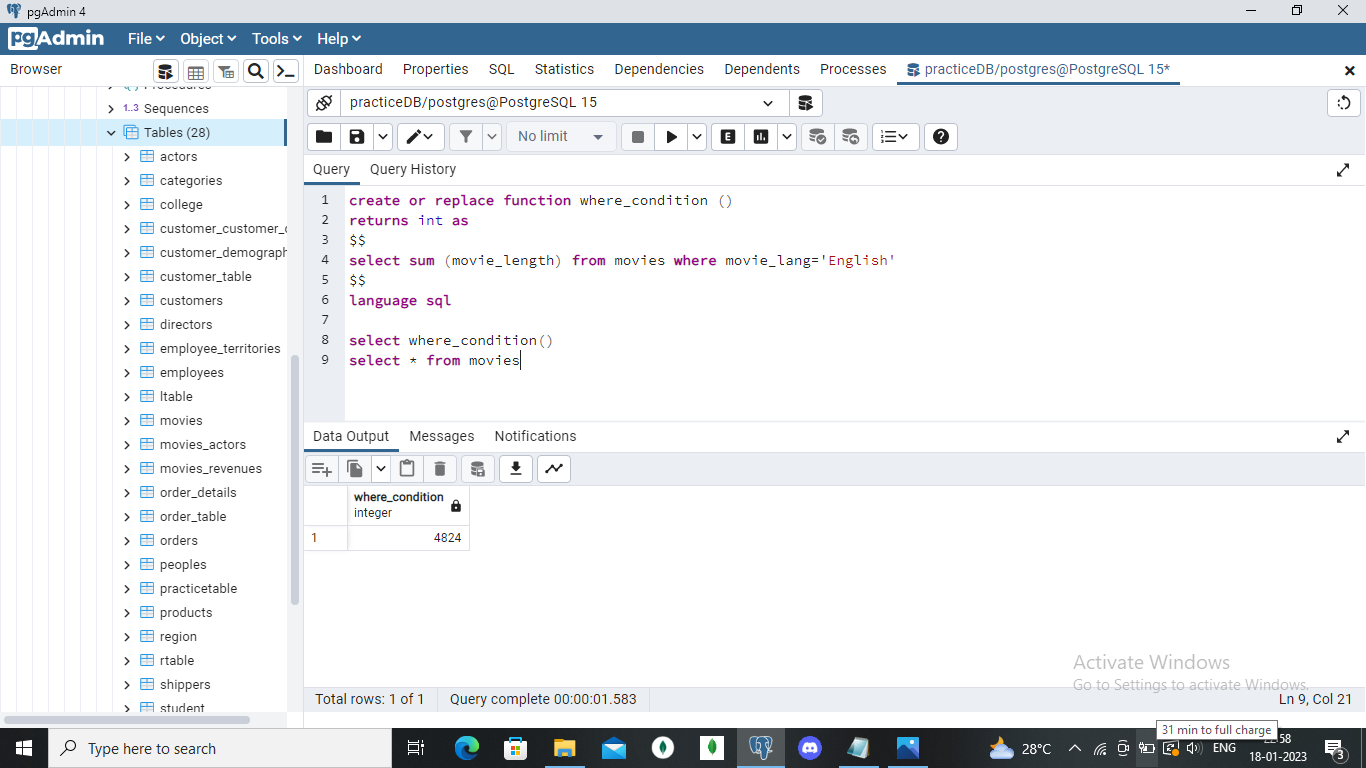 pgAdmin 4
pgAdmin File Object Tools Help
Browser
Dashboard Properties SQL Statistics Dependencies Dependents Processes practiceDB/postgres@PostgreSQL 15*
practiceDB/postgres@PostgreSQL 15
No limit
E
Query Query History
Procedures
1..3 Sequences
Tables (28)
actors
categories
college
customer_customer_
customer_demograph
customer_table
customers
directors
employee_territories
employees
ltable
movies
movies_actors
movies_revenues
order_details
order_table
orders
peoples
practicetable
products
region
rtable
shippers
student
1 create or replace function where_condition ()
2 returns int as
3 $$
4 select sum (movie_length) from movies where movie_lang='English'
5 $$
6 language sql
7
8 select where_condition()
9 select * from movies
Data Output Messages Notifications
where_condition
integer
1 4824
Activate Windows
Go to Settings to activate Windows.
Total rows: 1 of 1 Query complete 00:00:01.583 Ln 9, Col 21
31 min to full charge
Type here to search
28°C ENG
18-01-2023
3